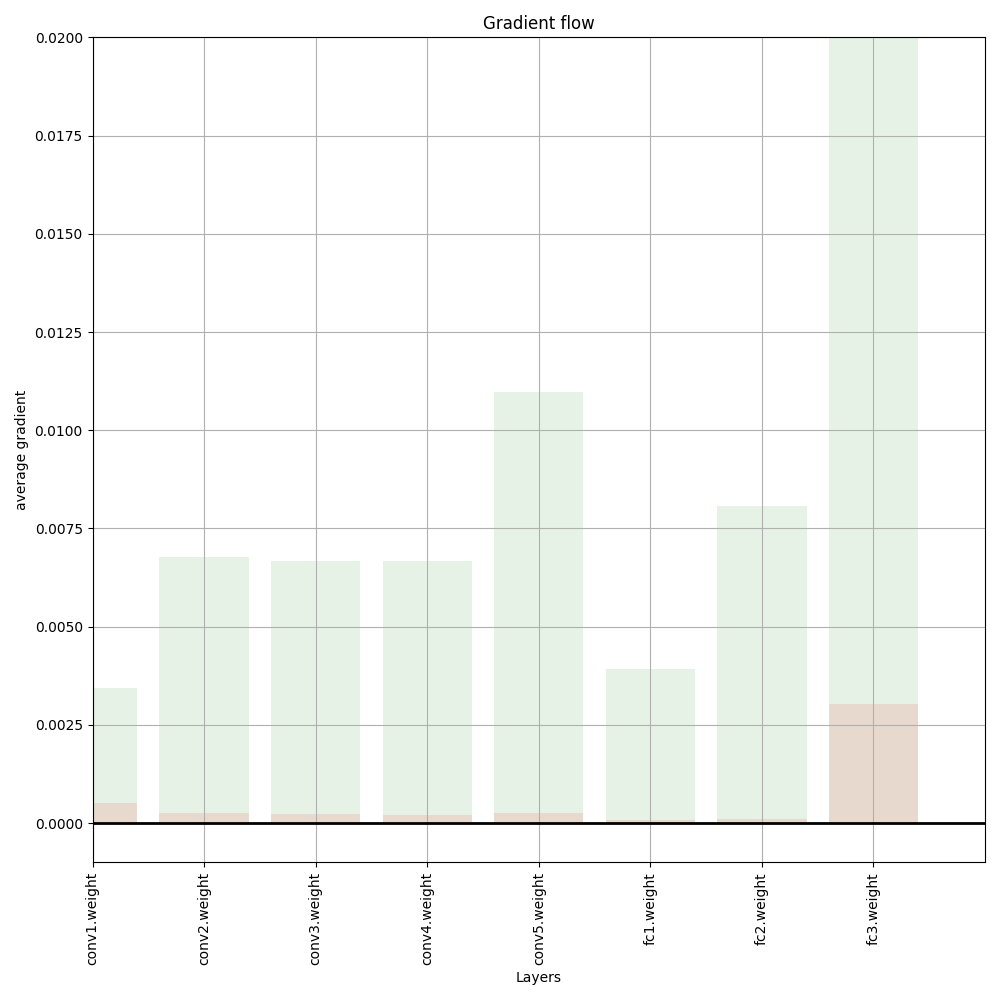 Gradient flow
0.0200
0.0175
0.0150
0.0125
0.0100
0.0075
0.0050
0.0025
0.0000
average gradient
conv1.weight
conv2.weight
conv3.weight
conv4.weight
conv5.weight
fc1.weight
fc2.weight
fc3.weight
Layers